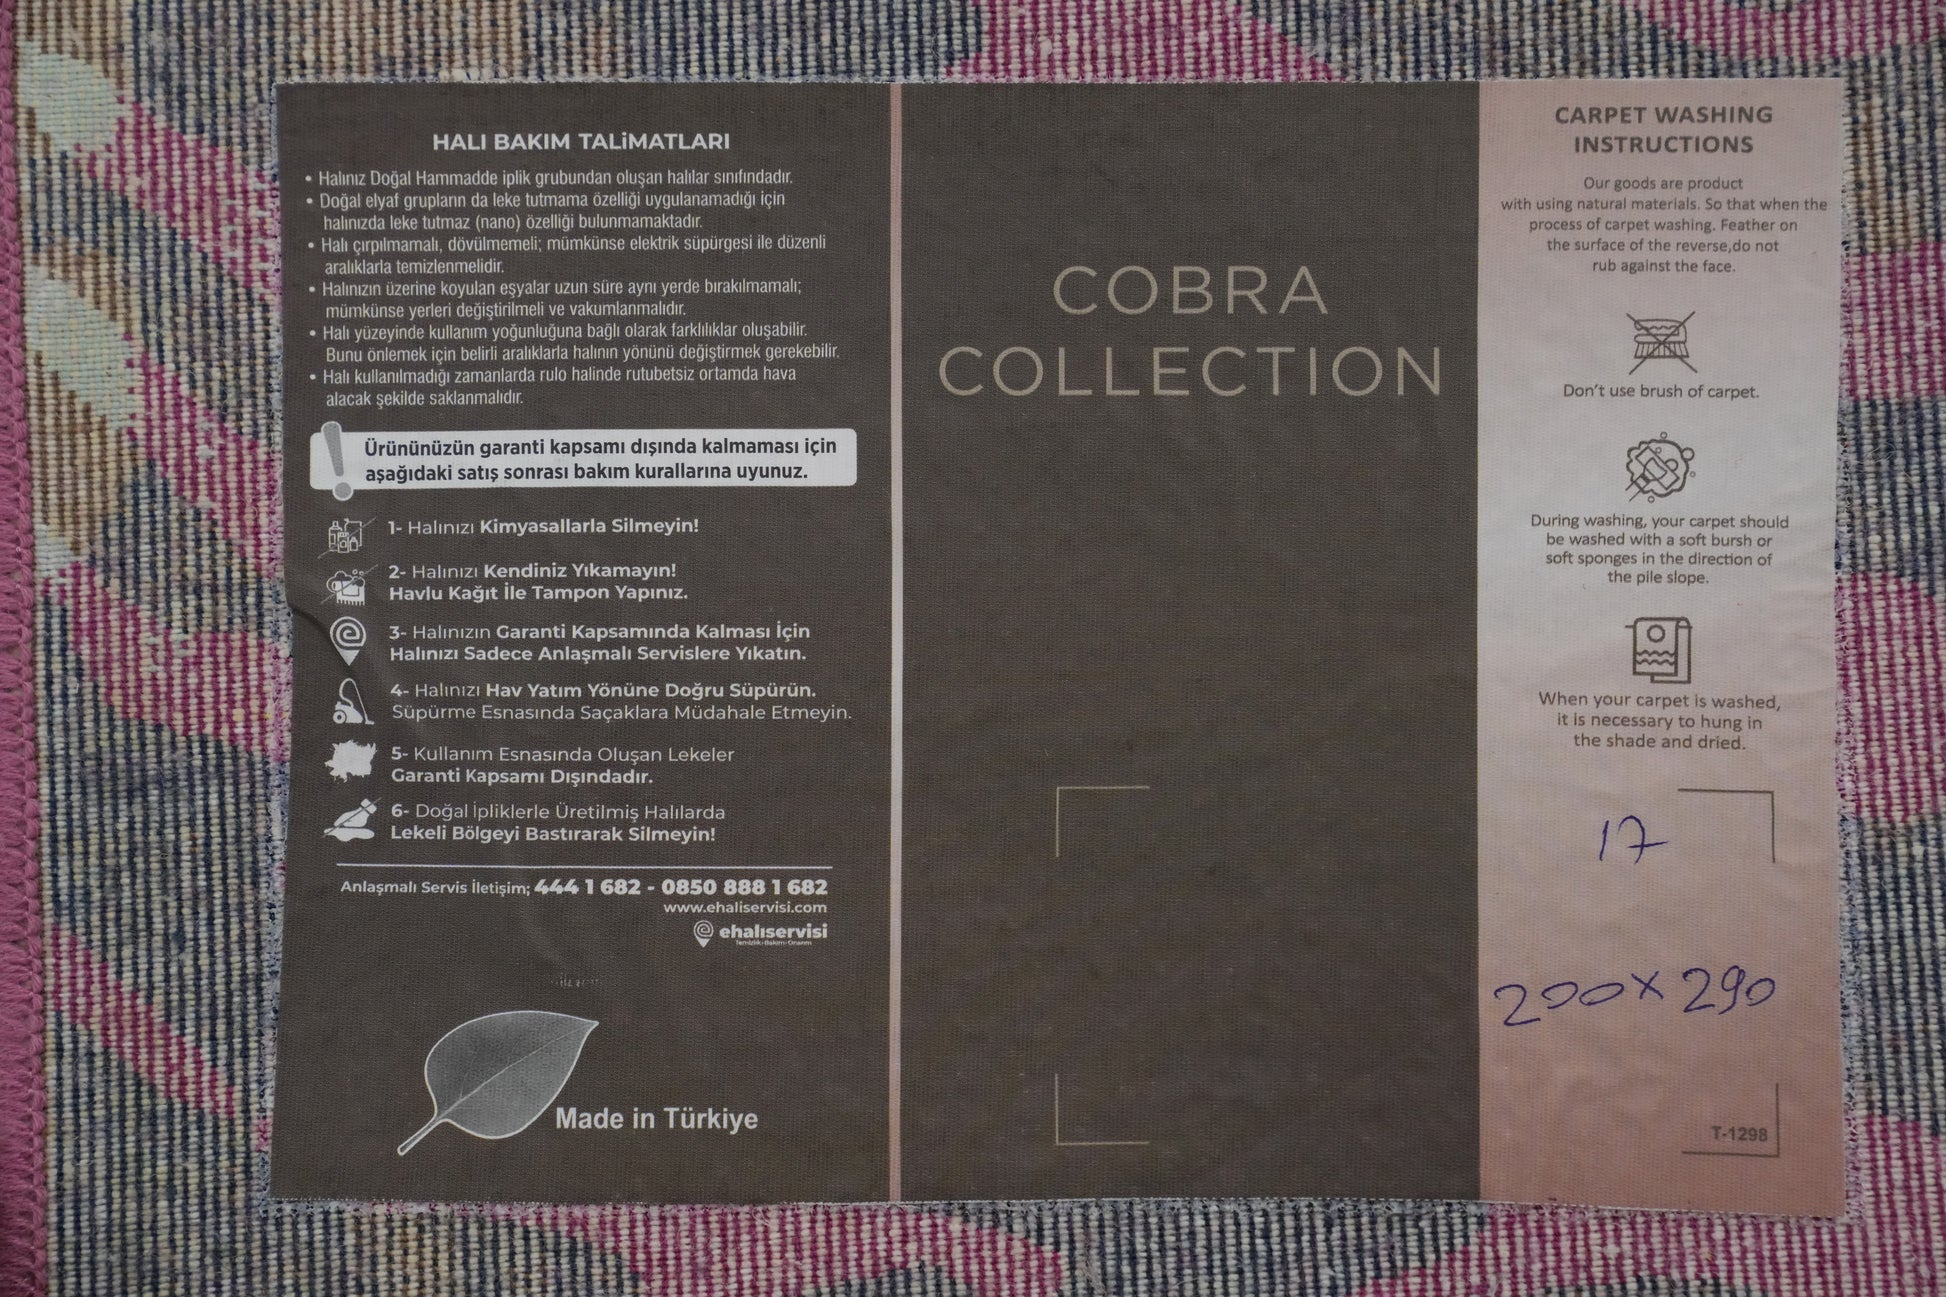 HALI BAKIM TALiMATLARI
• Halınız Doğal Hammadde iplik grubundan oluşan halılar sınıfındadır.
• Doğal elyaf grupların da leke tutmama özelliği uygulanamadığı için
halınızda leke tutmaz (nano) özelliği bulunmamaktadır.
• Halı çırpılmamalı, dövülmemeli; mümkünse elektrik süpürgesi ile düzenli
aralıklarla temizlenmelidir.
• Halınızın üzerine koyulan eşyalar uzun süre aynı yerde bırakılmamalı;
mümkünse yerleri değiştirilmeli ve vakumlanmalıdır.
• Halı yüzeyinde kullanım yoğunluğuna bağlı olarak farklılıklar oluşabilir.
Bunu önlemek için belirli aralıklarla halının yönünü değiştirmek gerekebilir.
• Halı kullanılmadığı zamanlarda rulo halinde rutubetsiz ortamda hava
alacak şekilde saklanmalıdır.
Ürününüzün garanti kapsamı dışında kalmaması için
aşağıdaki satış sonrası bakım kurallarına uyunuz.
1- Halınızı Kimyasallarla Silmeyin!
2- Halınızı Kendiniz Yıkamayın!
Havlu Kağıt İle Tampon Yapınız.
3- Halınızın Garanti Kapsamında Kalması İçin
Halınızı Sadece Anlaşmalı Servislere Yıkatın.
4- Halınızı Hav Yatım Yönüne Doğru Süpürün.
Süpürme Esnasında Saçaklara Müdahale Etmeyin.
5- Kullanım Esnasında Oluşan Lekeler
Garanti Kapsamı Dışındadır.
6- Doğal İpliklerle Üretilmiş Halılarda
Lekeli Bölgeyi Bastırarak Silmeyin!
Anlaşmalı Servis İletişim; 444 1 682 - 0850 888 1 682
www.ehaliservisi.com
ehalıservisi
Temizlik-Bakım-Onarım
Made in Türkiye
COBRA
COLLECTION
CARPET WASHING
INSTRUCTIONS
Our goods are product
with using natural materials. So that when the
process of carpet washing. Feather on
the surface of the reverse,do not
rub against the face.
Don't use brush of carpet.
During washing, your carpet should
be washed with a soft bursh or
soft sponges in the direction of
the pile slope.
When your carpet is washed,
it is necessary to hung in
the shade and dried.
17
200x290
T-1298